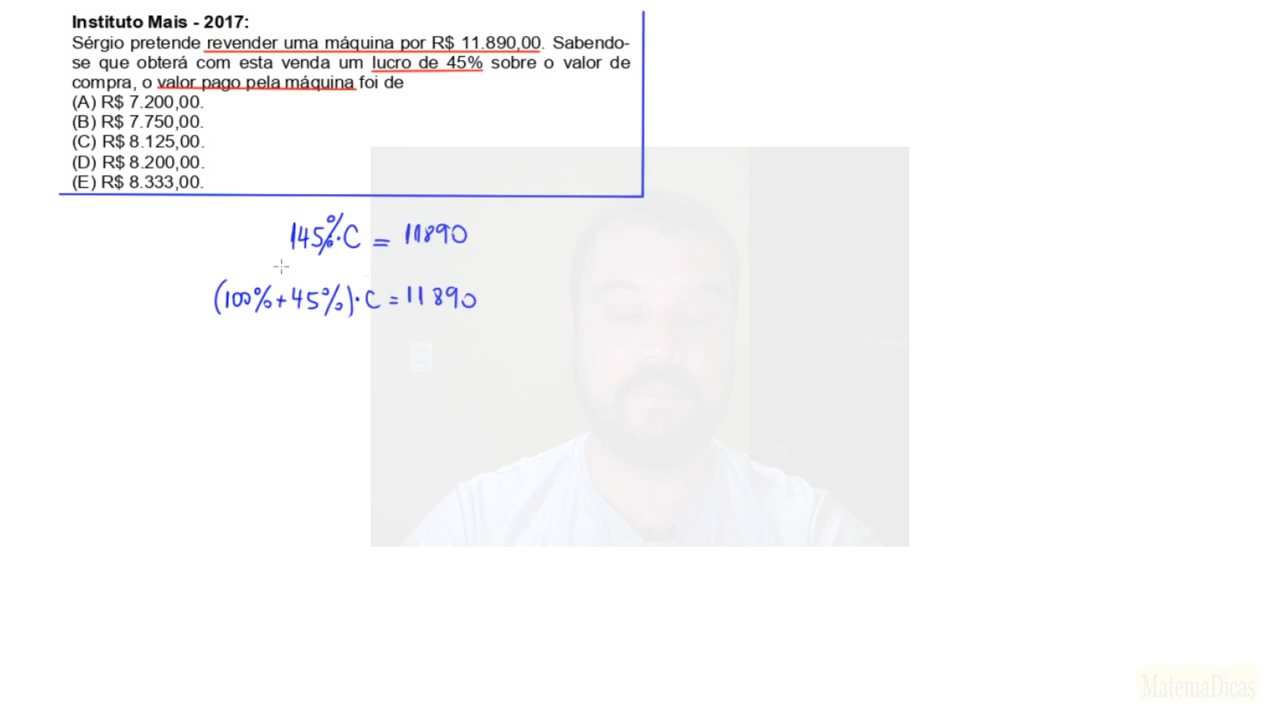 Instituto Mais - 2017:
Sérgio pretende revender uma máquina por R$ 11.890,00. Sabendo-
se que obterá com esta venda um lucro de 45% sobre o valor de
compra, o valor pago pela máquina foi de
(A) R$ 7.200,00.
(B) R$ 7.750,00.
(C) R$ 8.125,00.
(D) R$ 8.200,00.
(E) R$ 8.333,00.
145%·C = 11890
(100%+45%)·C = 11890
MatemaDicas